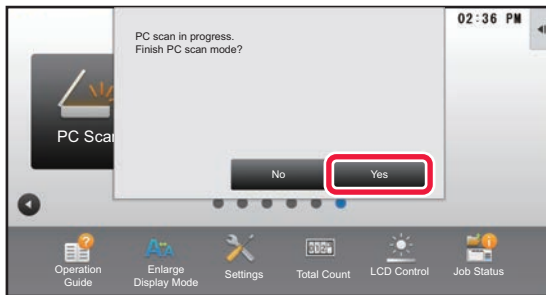 02:36 PM
PC scan in progress.
Finish PC scan mode?
PC Scan
No
Yes
Operation
Guide
Enlarge
Display Mode
Settings
Total Count
LCD Control
Job Status